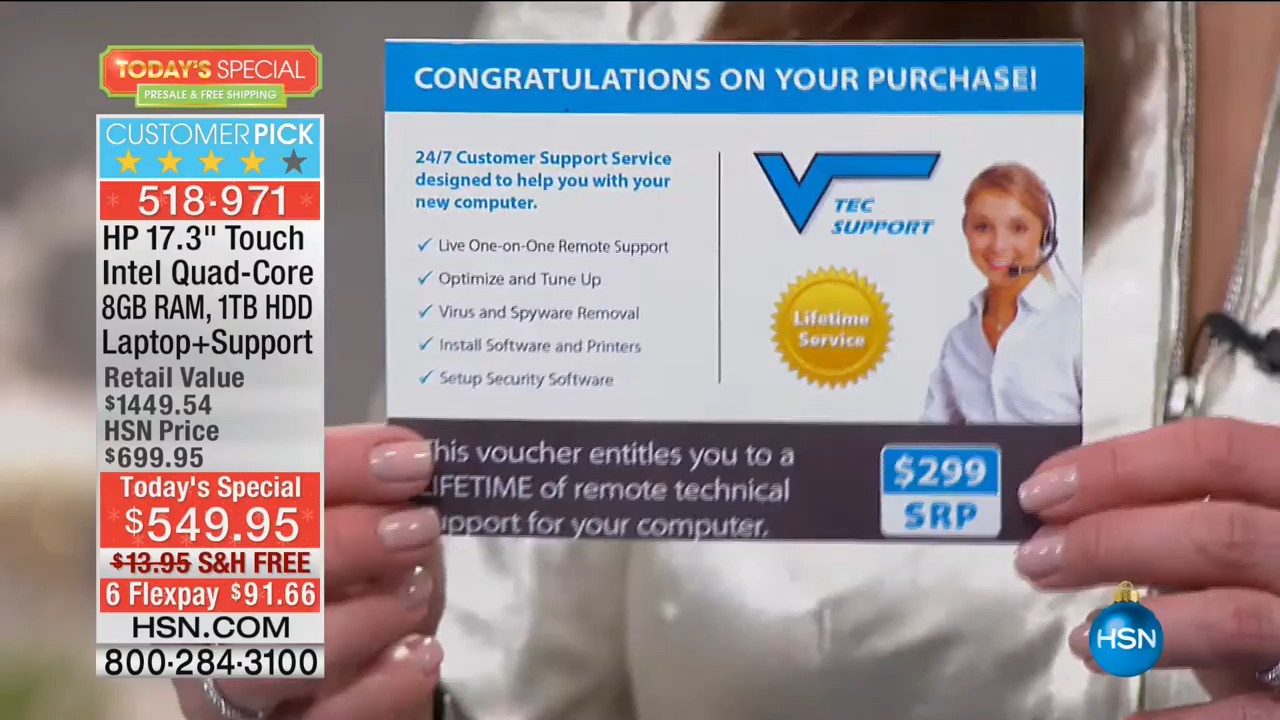 TODAY'S SPECIAL
PRESALE & FREE SHIPPING
CUSTOMER PICK
518-971
HP 17.3" Touch
Intel Quad-Core
8GB RAM, 1TB HDD
Laptop+Support
Retail Value
$1449.54
HSN Price
$699.95
Today's Special
$549.95
$13.95 S&H FREE
6 Flexpay $91.66
HSN.COM
800-284-3100
CONGRATULATIONS ON YOUR PURCHASE!
24/7 Customer Support Service
designed to help you with your
new computer.
✓ Live One-on-One Remote Support
✓ Optimize and Tune Up
✓ Virus and Spyware Removal
✓ Install Software and Printers
✓ Setup Security Software
V
TEC
SUPPORT
Lifetime
Service
This voucher entitles you to a
LIFETIME of remote technical
support for your computer.
$299
SRP
HSN